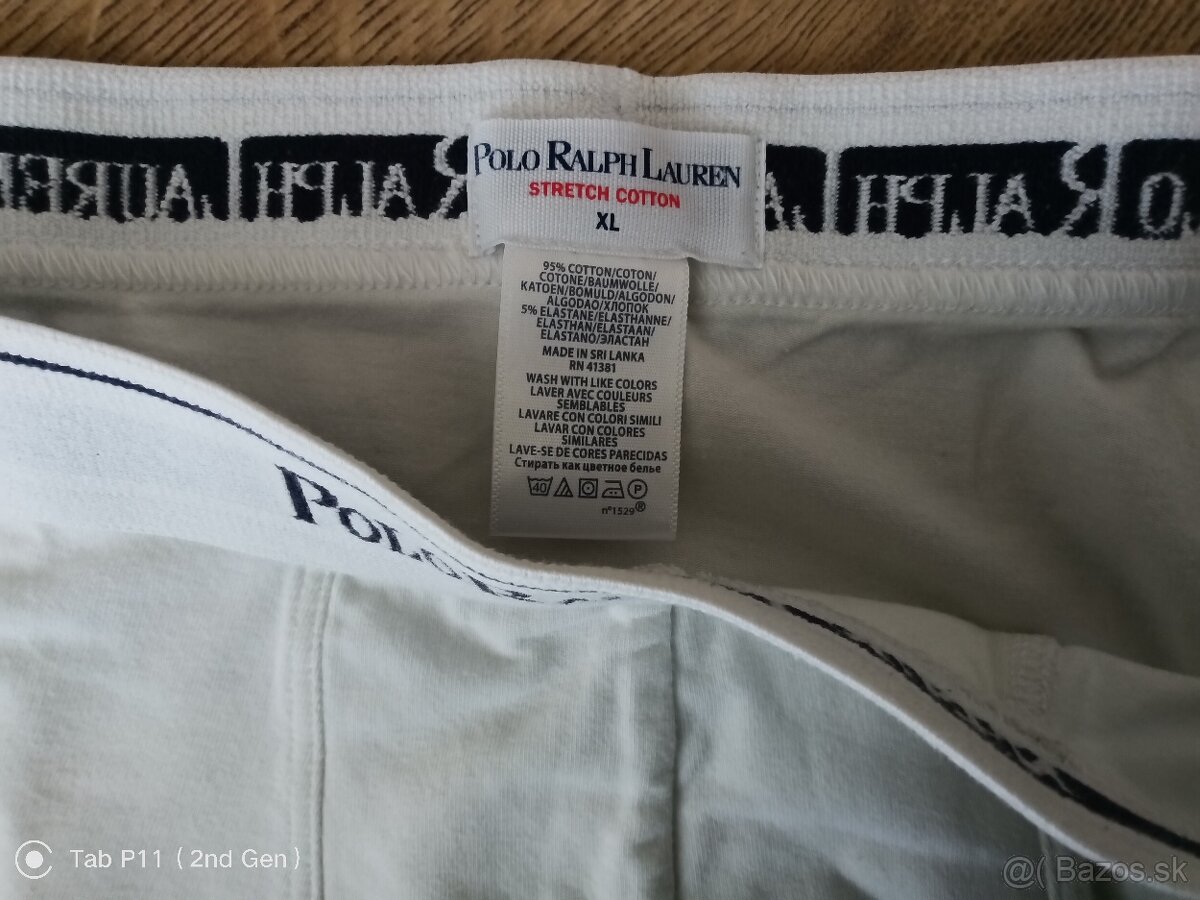 POLO RALPH LAUREN
STRETCH COTTON
XL
95% COTTON/COTON/
COTONE/BAUMWOLLE/
KATOEN/BOMULD/ALGODON/
ALGODAO/ХЛОПОК
5% ELASTANE/ELASTHANNE/
ELASTHAN/ELASTAAN/
ELASTANO/ЭЛАСТАН
MADE IN SRI LANKA
RN 41381
WASH WITH LIKE COLORS
LAVER AVEC COULEURS
SEMBLABLES
LAVARE CON COLORI SIMILI
LAVAR CON COLORES
SIMILARES
LAVE-SE DE CORES PARECIDAS
Стирать как цветное белье
40 P
n°1529®
RALPH
RALPH
POLO
Tab P11 (2nd Gen)
@( Bazos.sk